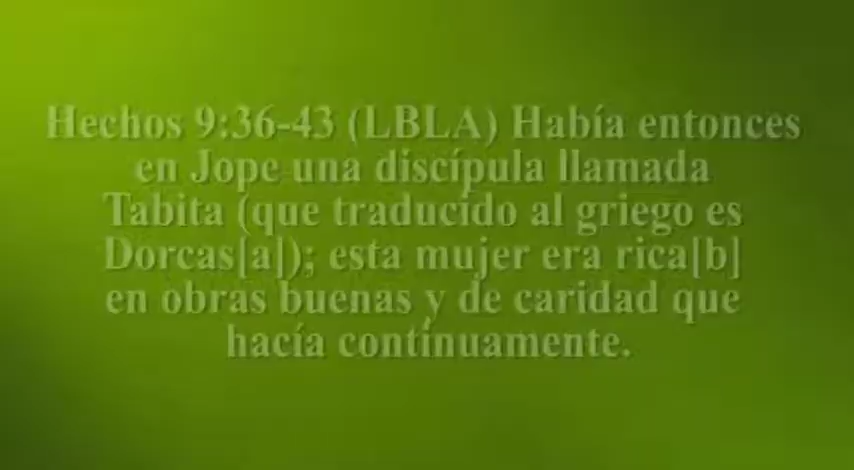 Hechos 9:36-43 (LBLA) Había entonces
en Jope una discípula llamada
Tabita (que traducido al griego es
Dorcas[a]); esta mujer era rica[b]
en obras buenas y de caridad que
hacía continuamente.